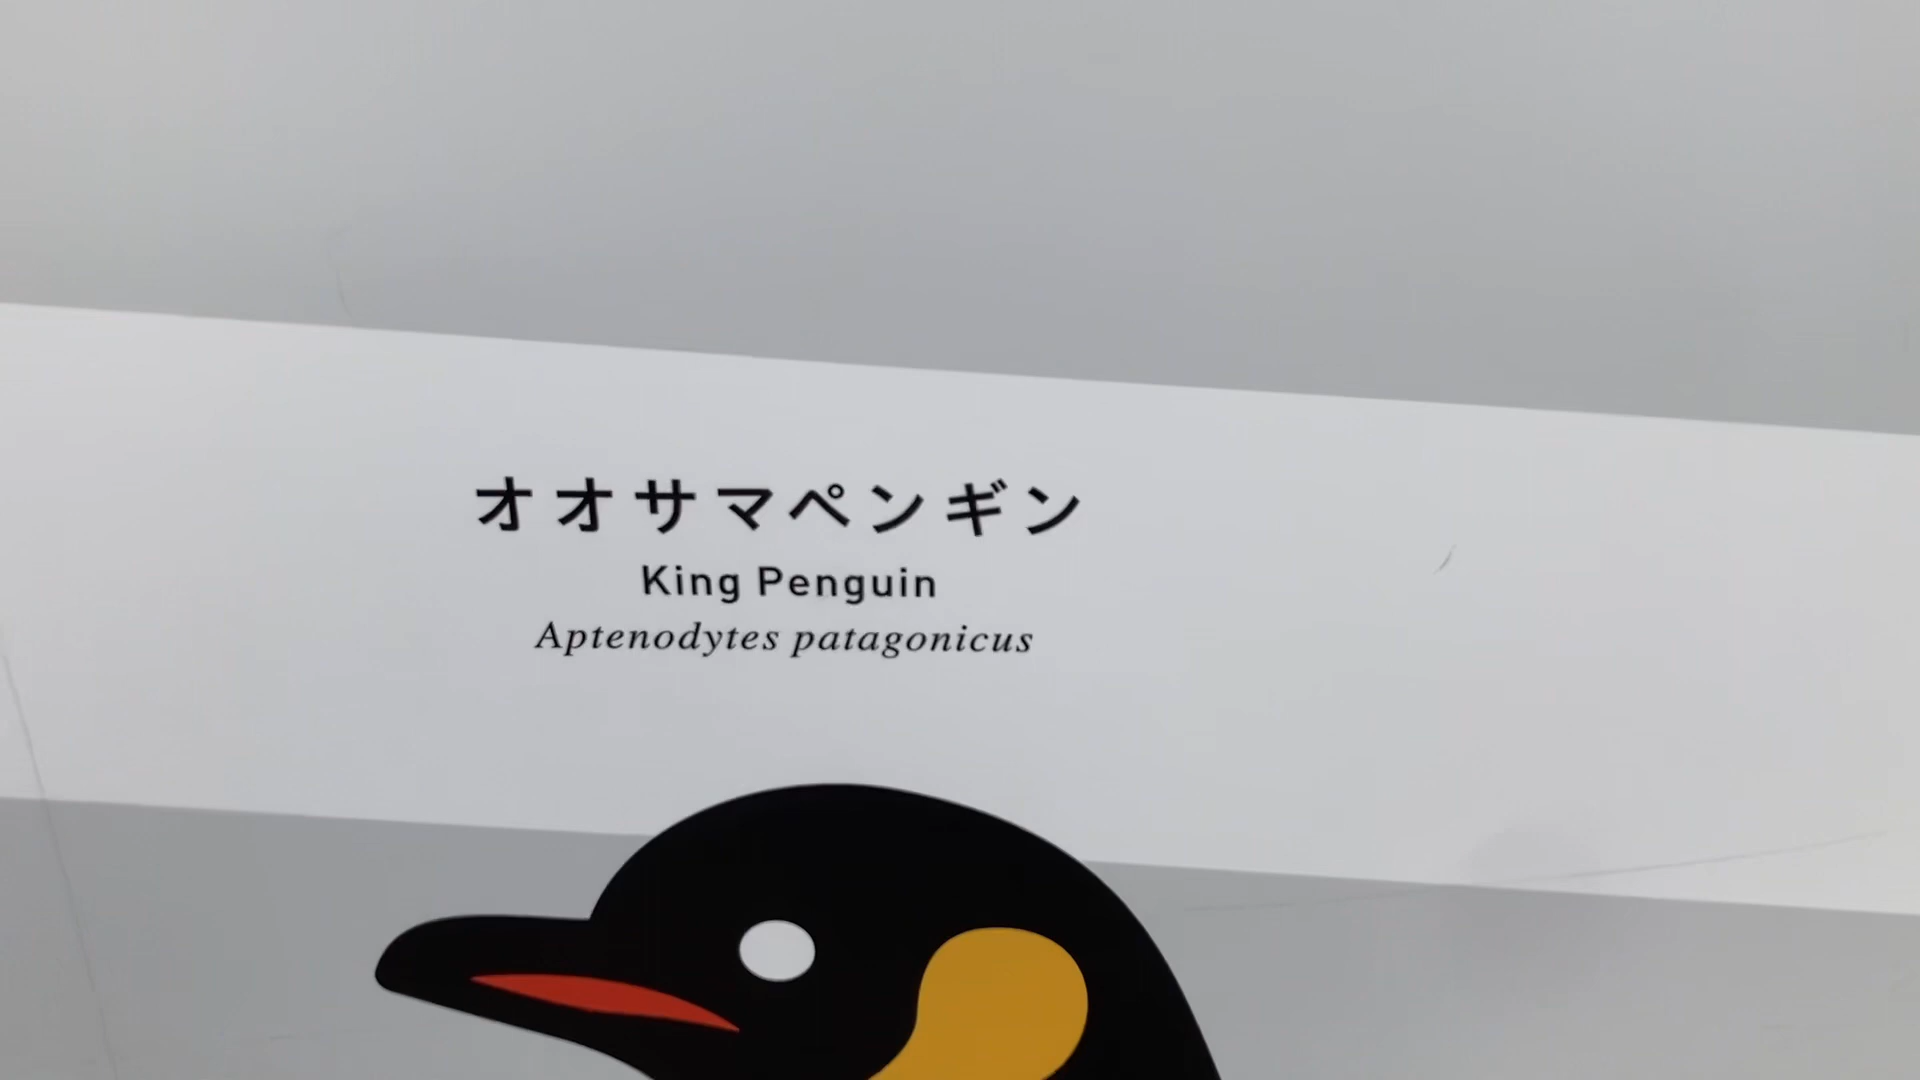 オオサマペンギン
King Penguin
Aptenodytes patagonicus